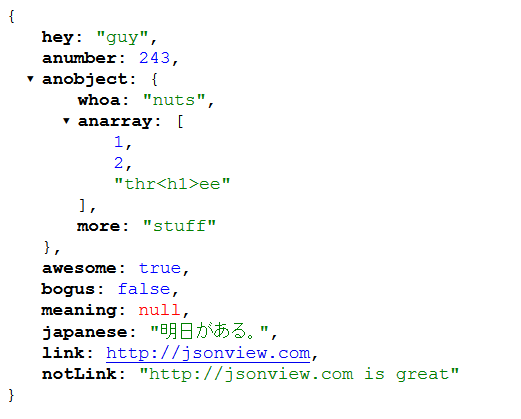 {
hey: "guy",
anumber: 243,
anobject: {
whoa: "nuts",
anarray: [
1,
2,
"thr<h1>ee"
],
more: "stuff"
},
awesome: true,
bogus: false,
meaning: null,
japanese: "明日がある。",
link: http://jsonview.com,
notLink: "http://jsonview.com is great"
}